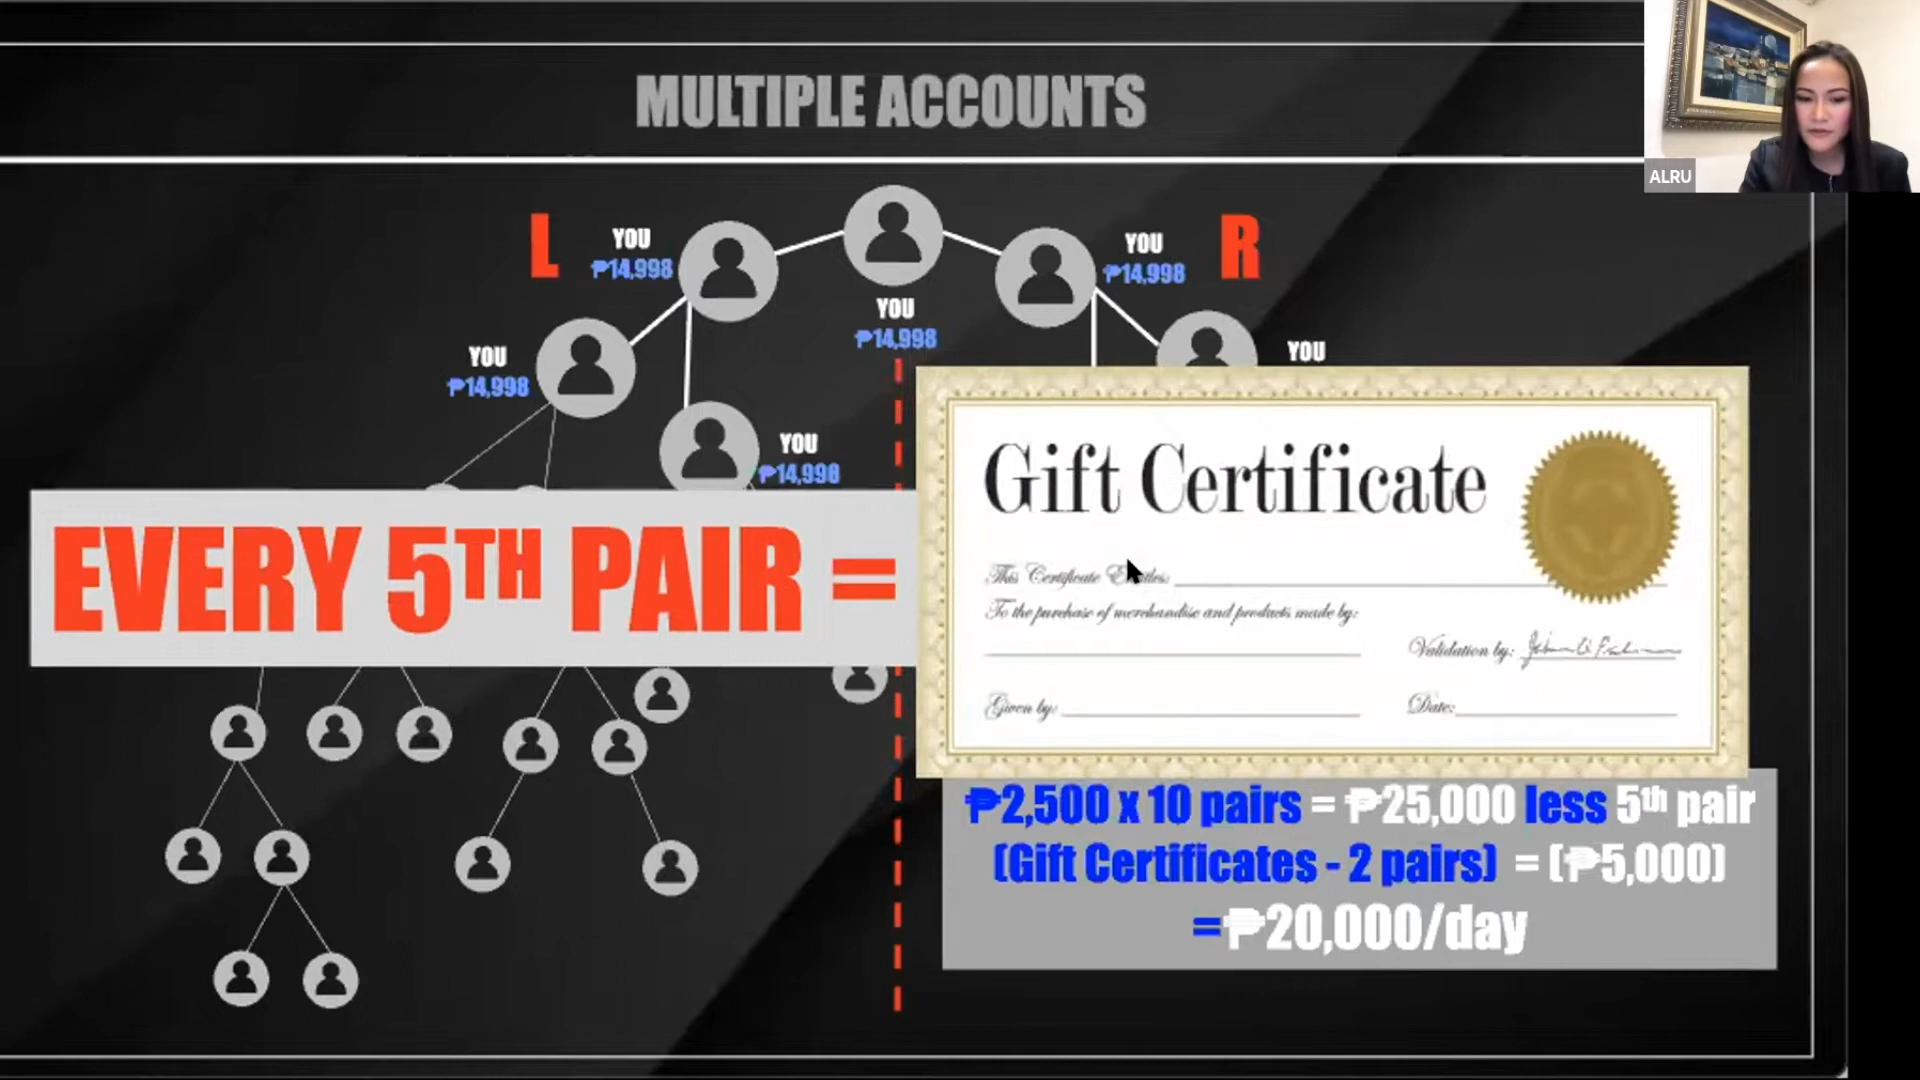 MULTIPLE ACCOUNTS
ALRU
L
YOU
₱14,998
YOU
₱14,998
YOU
₱14,998
R
YOU
₱14,998
YOU
YOU
₱14,998
EVERY 5TH PAIR =
Gift Certificate
This Certificate Entitles:
To the purchase of merchandise and products made by:
Validation by:
Given by:
Date:
₱2,500 x 10 pairs = ₱25,000 less 5th pair
(Gift Certificates - 2 pairs) = (₱5,000)
=₱20,000/day